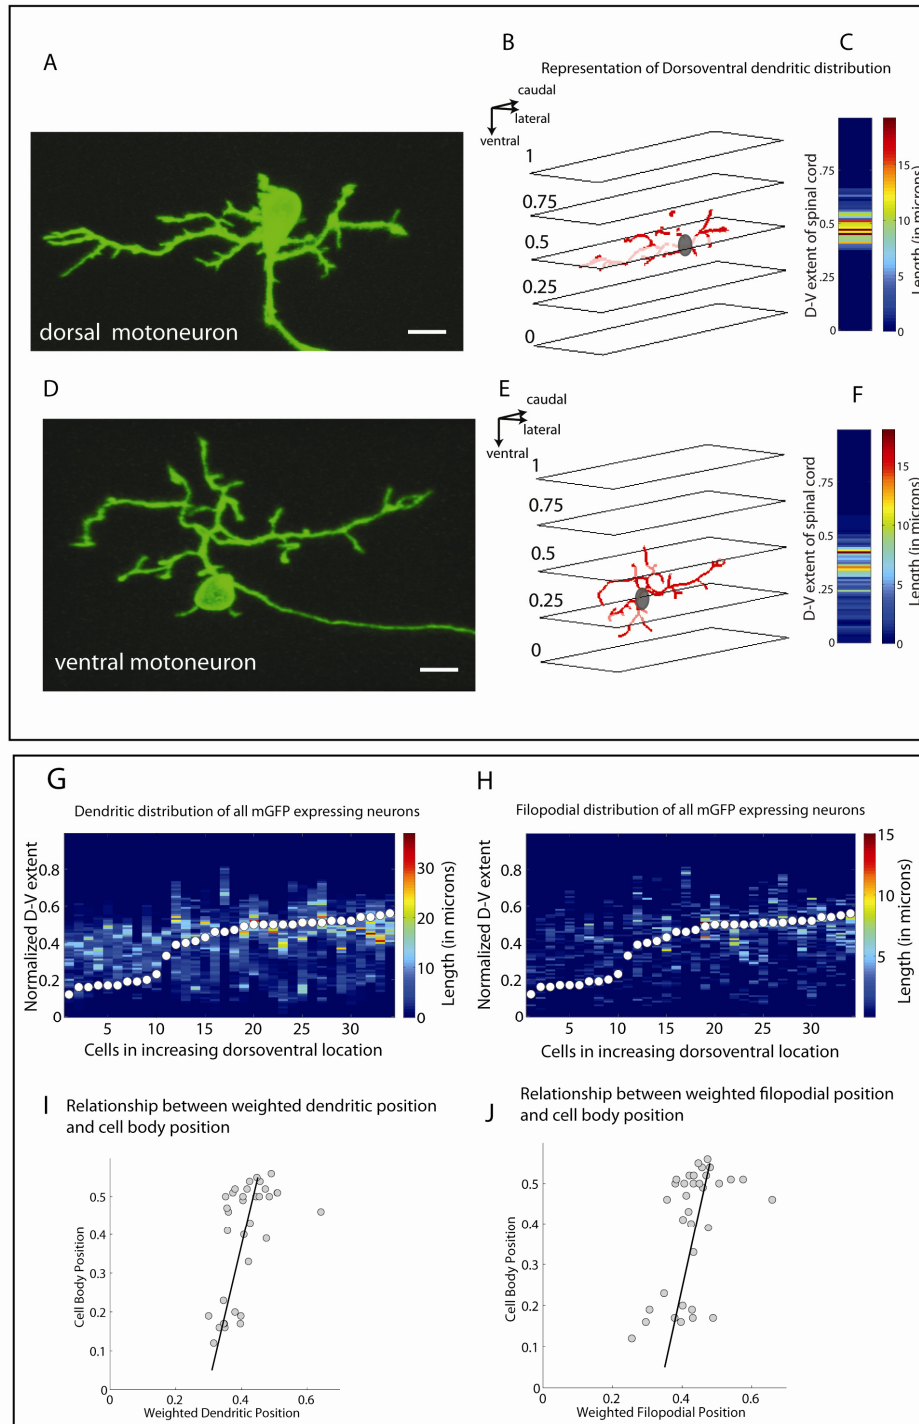 A
B
C
Representation of Dorsoventral dendritic distribution
caudal
lateral
ventral
1
0.75
0.5
0.25
0
D-V extent of spinal cord
.75
0.5
.25
0
Length (in microns)
15
10
5
0
dorsal motoneuron
D
E
F
caudal
lateral
ventral
1
0.75
0.5
0.25
0
D-V extent of spinal cord
.75
0.5
.25
0
Length (in microns)
15
10
5
0
ventral motoneuron
G
Dendritic distribution of all mGFP expressing neurons
Normalized D-V extent
0.8
0.6
0.4
0.2
0
5 10 15 20 25 30
Cells in increasing dorsoventral location
30
20
10
0
Length (in microns)
H
Filopodial distribution of all mGFP expressing neurons
Normalized D-V extent
0.8
0.6
0.4
0.2
0
5 10 15 20 25 30
Cells in increasing dorsoventral location
15
10
5
Length (in microns)
I
Relationship between weighted dendritic position
and cell body position
Cell Body Position
0.5
0.4
0.3
0.2
0.1
0
0 0.2 0.4 0.6
Weighted Dendritic Position
J
Relationship between weighted filopodial position
and cell body position
Cell Body Position
0.5
0.4
0.3
0.2
0.1
0
0 0.2 0.4 0.6
Weighted Filopodial Position